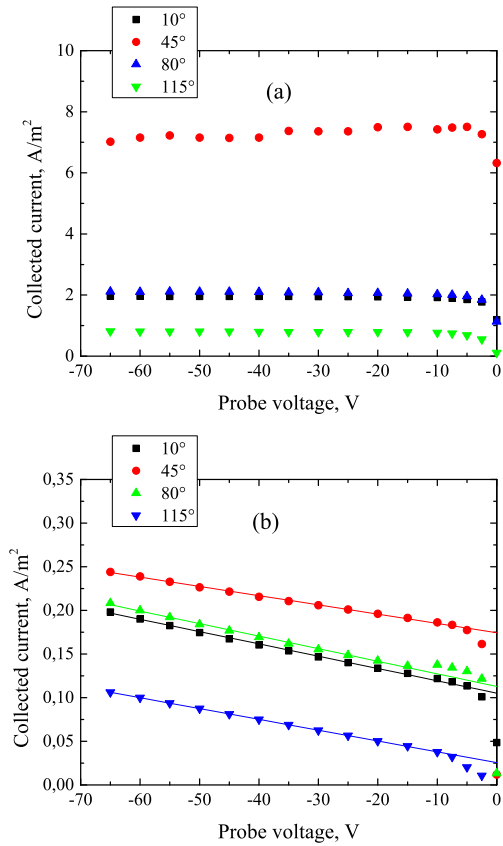 10°
45°
80°
115°
(a)
10
8
6
4
2
0
Collected current, A/m²
-70 -60 -50 -40 -30 -20 -10 0
Probe voltage, V
10°
45°
80°
115°
(b)
0,35
0,30
0,25
0,20
0,15
0,10
0,05
0,00
Collected current, A/m²
-70 -60 -50 -40 -30 -20 -10 0
Probe voltage, V